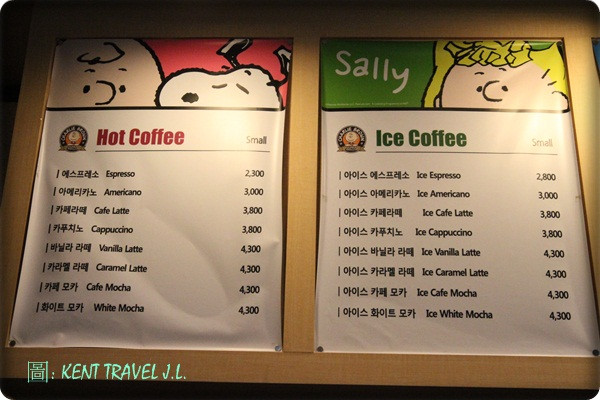 Hot Coffee
Small
| 에스프레소 Espresso 2,300
| 아메리카노 Americano 3,000
| 카페라떼 Cafe Latte 3,800
| 카푸치노 Cappuccino 3,800
| 바닐라 라떼 Vanilla Latte 4,300
| 카라멜 라떼 Caramel Latte 4,300
| 카페 모카 Cafe Mocha 4,300
| 화이트 모카 White Mocha 4,300
Sally
Ice Coffee
Small
| 아이스 에스프레소 Ice Espresso 2,800
| 아이스 아메리카노 Ice Americano 3,000
| 아이스 카페라떼 Ice Cafe Latte 3,800
| 아이스 카푸치노 Ice Cappuccino 3,800
| 아이스 바닐라 라떼 Ice Vanilla Latte 4,300
| 아이스 카라멜 라떼 Ice Caramel Latte 4,300
| 아이스 카페 모카 Ice Cafe Mocha 4,300
| 아이스 화이트 모카 Ice White Mocha 4,300
圖: KENT TRAVEL J.L.